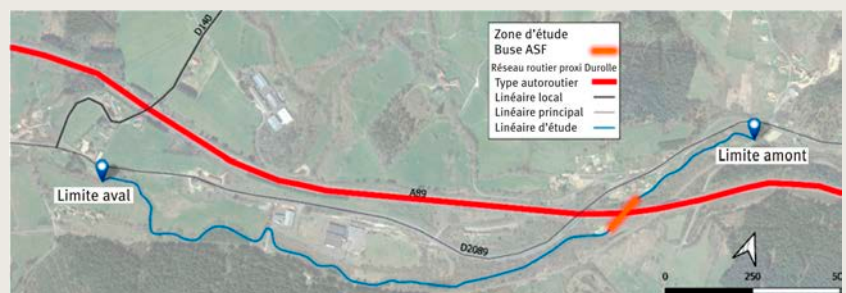 D140
Zone d'étude
Buse ASF
Réseau routier proxi Durolle
Type autoroutier
Linéaire local
Linéaire principal
Linéaire d'étude
Limite amont
Limite aval
A89
D2089
0 250